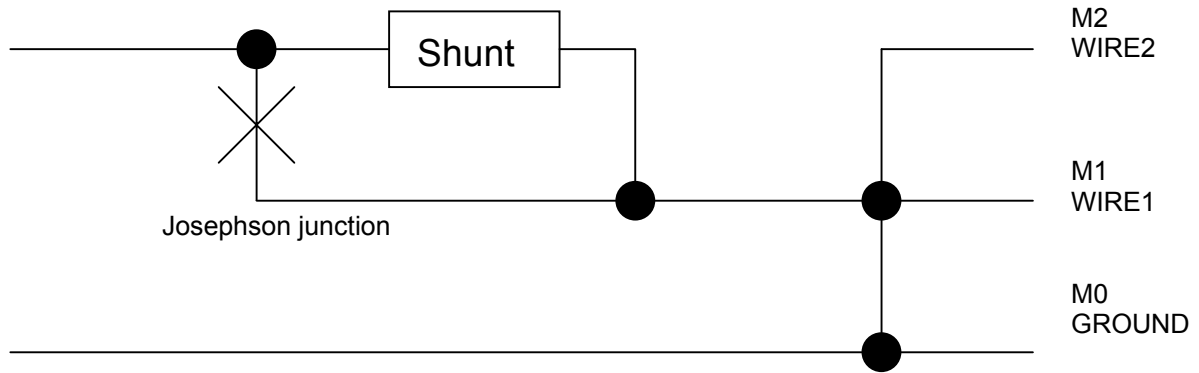 M2
WIRE2
Shunt
M1
WIRE1
Josephson junction
M0
GROUND